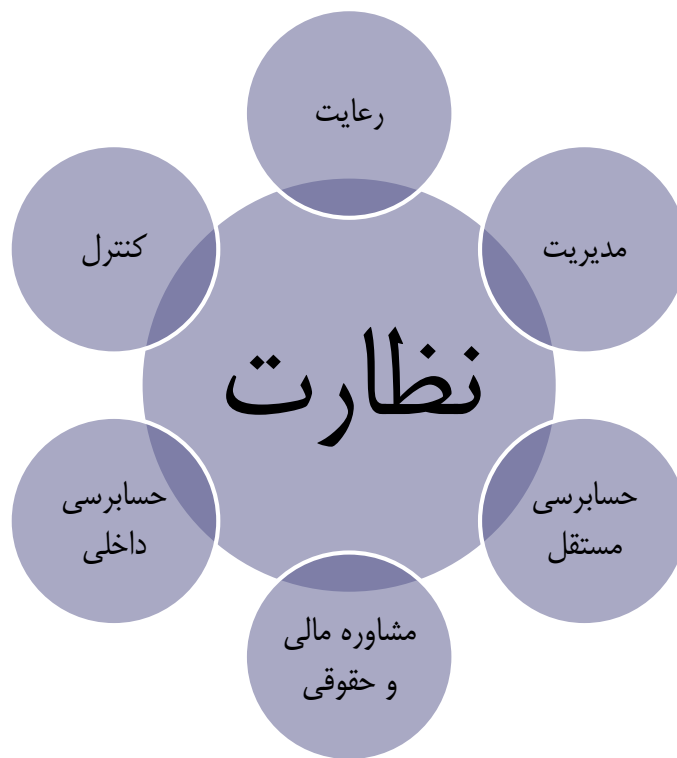 رعایت
مدیریت
کنترل
نظارت
حسابرسی
مستقل
حسابرسی
داخلی
مشاوره مالی
و حقوقی